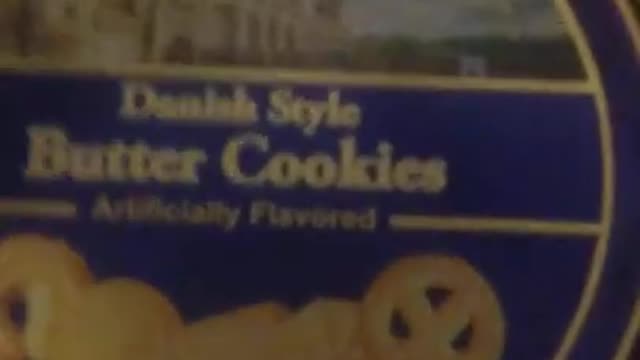 Danish Style
Butter Cookies
Artificially Flavored